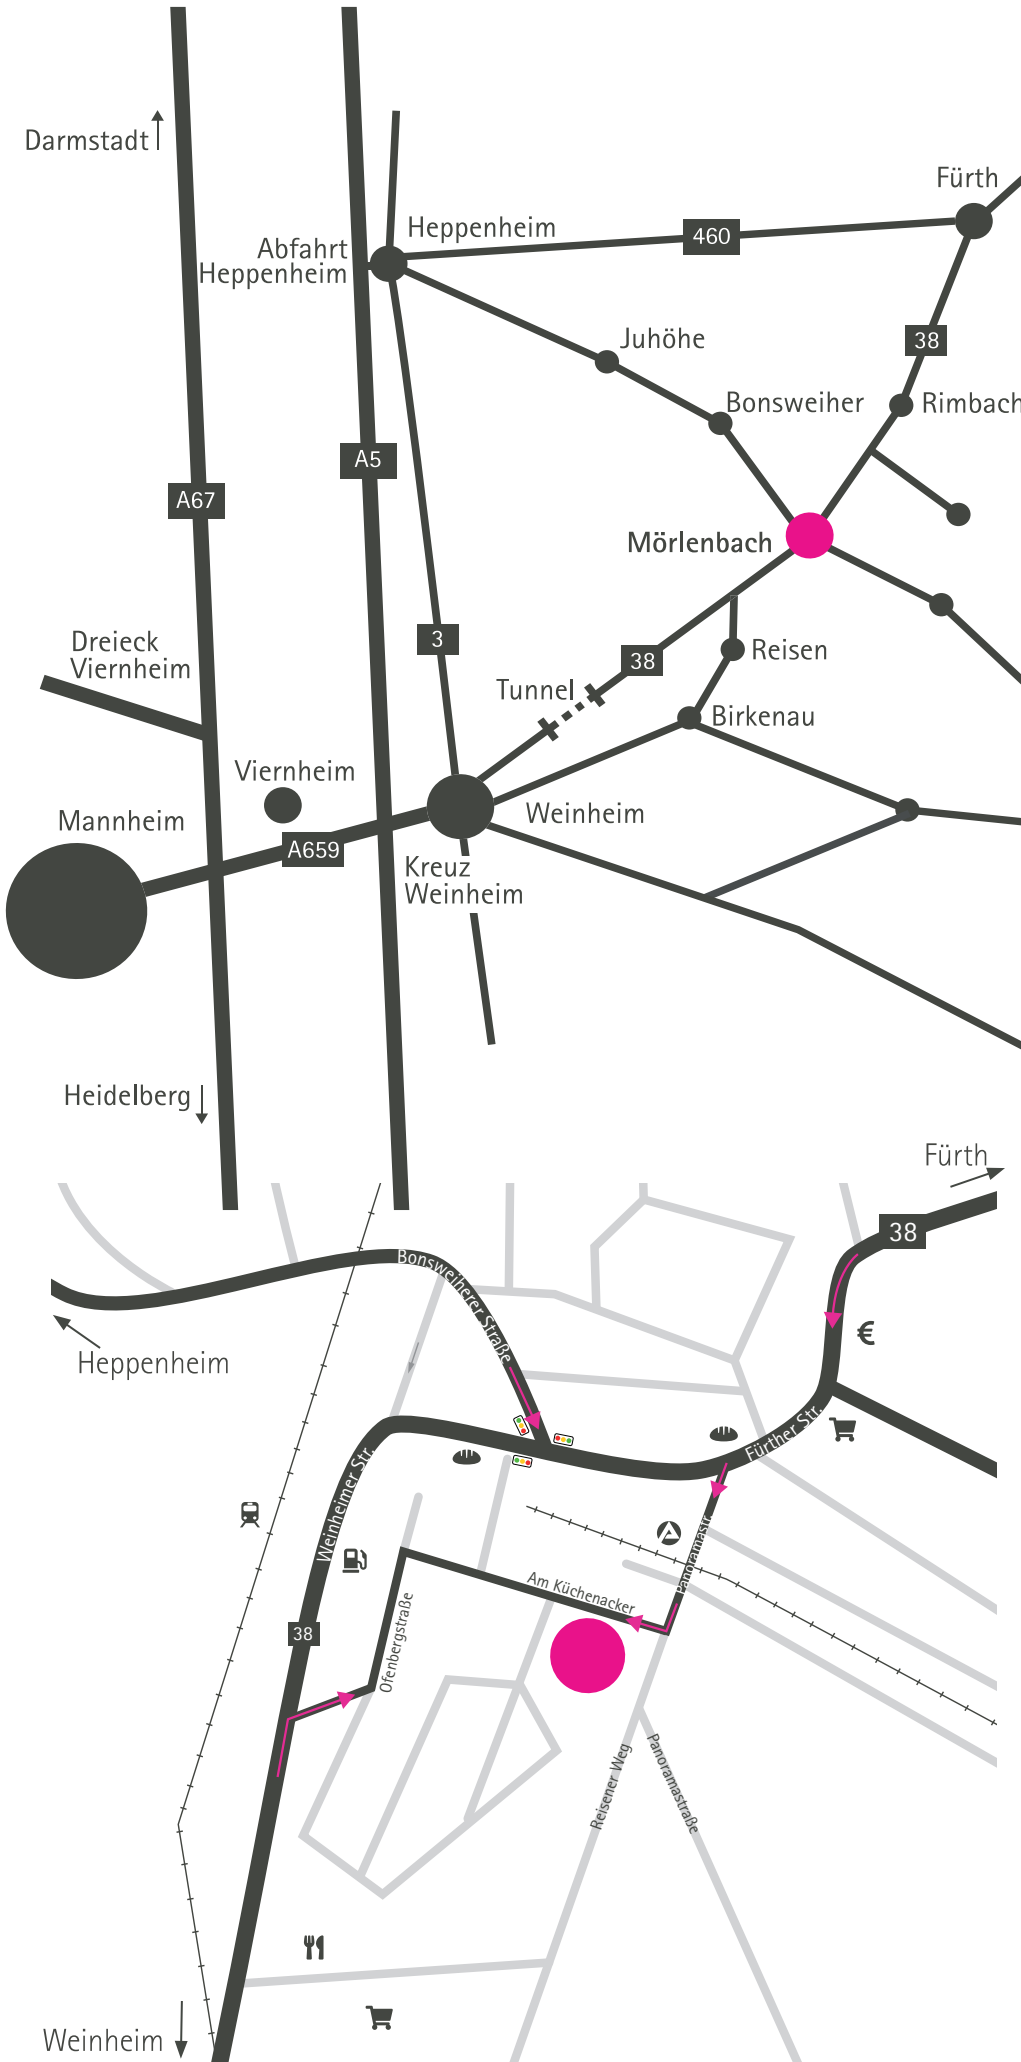 Darmstadt
Fürth
Heppenheim
460
Abfahrt
Heppenheim
Juhöhe
38
Bonsweiher
Rimbach
A5
A67
Mörlenbach
3
Dreieck
Viernheim
Reisen
38
Tunnel
Birkenau
Viernheim
Mannheim
Weinheim
A659
Kreuz
Weinheim
Heidelberg
Fürth
38
Bonsweiherer Straße
€
Heppenheim
Fürther Str.
Weinheimer Str.
Panoramastr.
Am Küchenacker
Ofenbergstraße
38
Reisener Weg
Panoramastraße
Weinheim